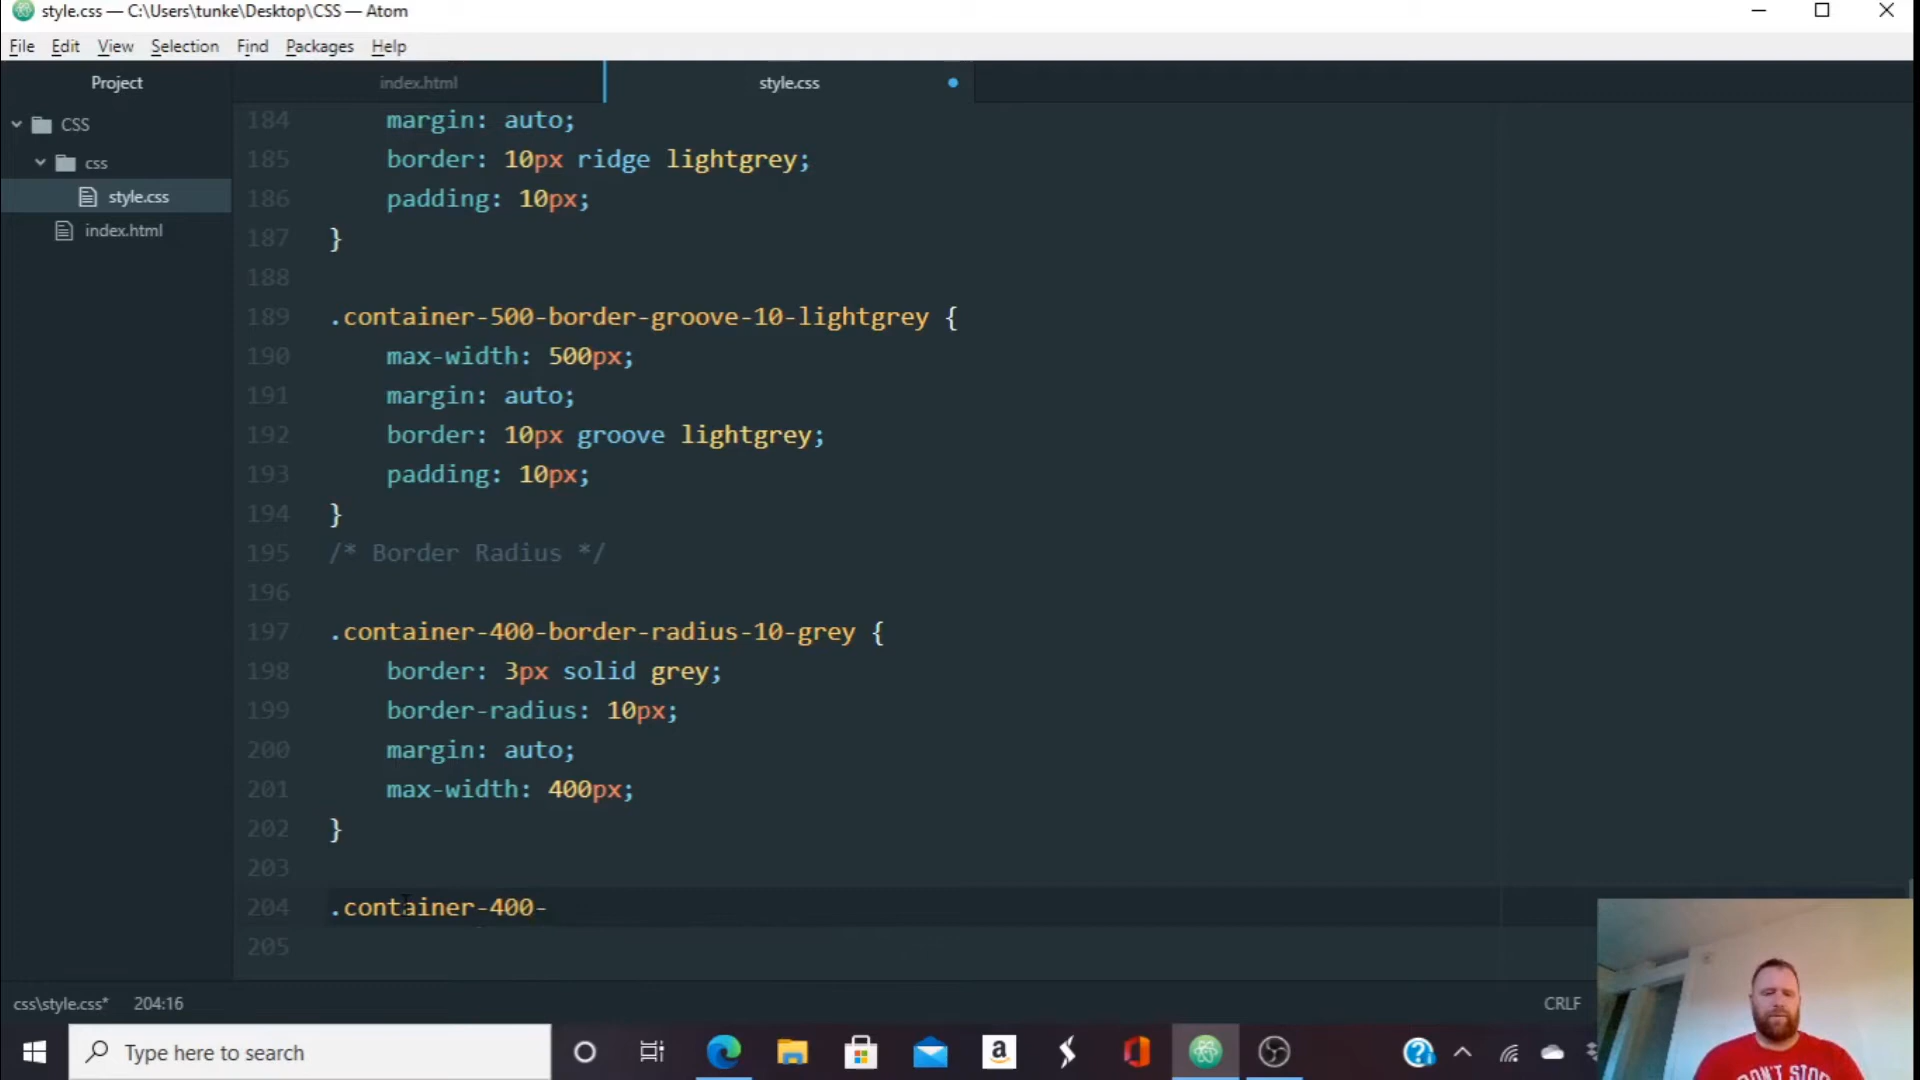 style.css — C:\Users\tunke\Desktop\CSS — Atom
File Edit View Selection Find Packages Help
Project
index.html
style.css
CSS
css
style.css
index.html
184 margin: auto;
185 border: 10px ridge lightgrey;
186 padding: 10px;
187 }
188
189 .container-500-border-groove-10-lightgrey {
190 max-width: 500px;
191 margin: auto;
192 border: 10px groove lightgrey;
193 padding: 10px;
194 }
195 /* Border Radius */
196
197 .container-400-border-radius-10-grey {
198 border: 3px solid grey;
199 border-radius: 10px;
200 margin: auto;
201 max-width: 400px;
202 }
203
204 .container-400-
205
css\style.css* 204:16
CRLF
Type here to search
a
DON'T STOP